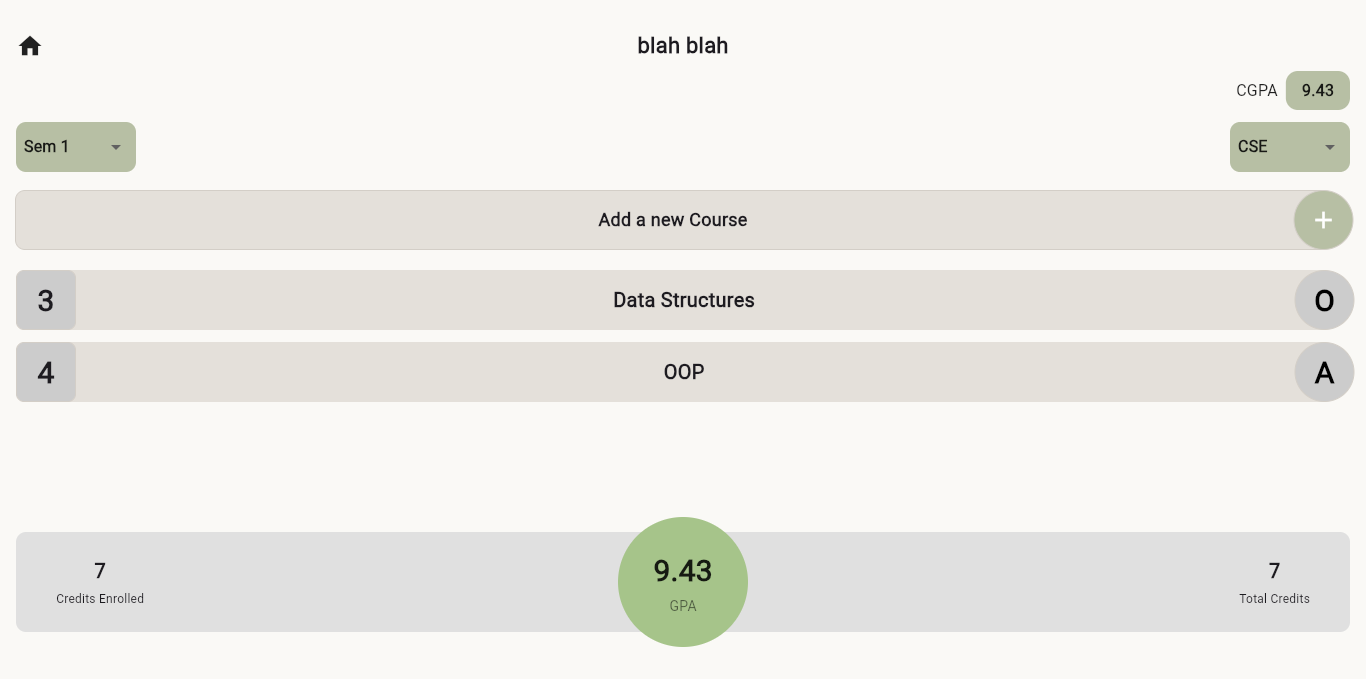 blah blah
CGPA 9.43
Sem 1 CSE
Add a new Course +
3 Data Structures O
4 OOP A
7 9.43 7
Credits Enrolled GPA Total Credits